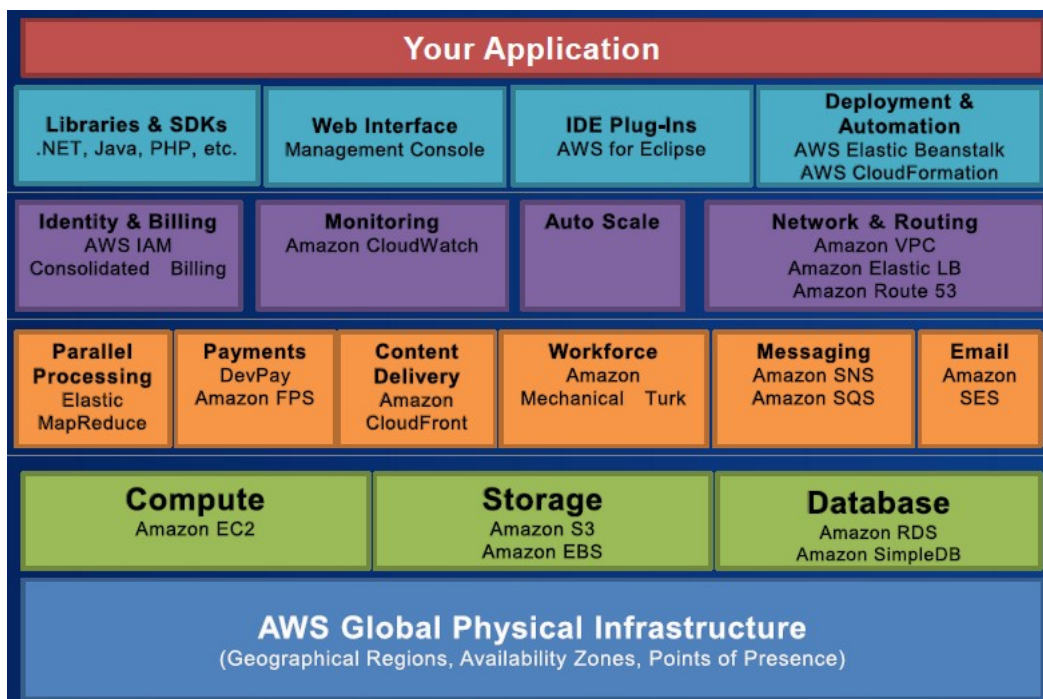 Your Application
Libraries & SDKs
.NET, Java, PHP, etc.
Web Interface
Management Console
IDE Plug-Ins
AWS for Eclipse
Deployment &
Automation
AWS Elastic Beanstalk
AWS CloudFormation
Identity & Billing
AWS IAM
Consolidated Billing
Monitoring
Amazon CloudWatch
Auto Scale
Network & Routing
Amazon VPC
Amazon Elastic LB
Amazon Route 53
Parallel
Processing
Elastic
MapReduce
Payments
DevPay
Amazon FPS
Content
Delivery
Amazon
CloudFront
Workforce
Amazon
Mechanical Turk
Messaging
Amazon SNS
Amazon SQS
Email
Amazon
SES
Compute
Amazon EC2
Storage
Amazon S3
Amazon EBS
Database
Amazon RDS
Amazon SimpleDB
AWS Global Physical Infrastructure
(Geographical Regions, Availability Zones, Points of Presence)